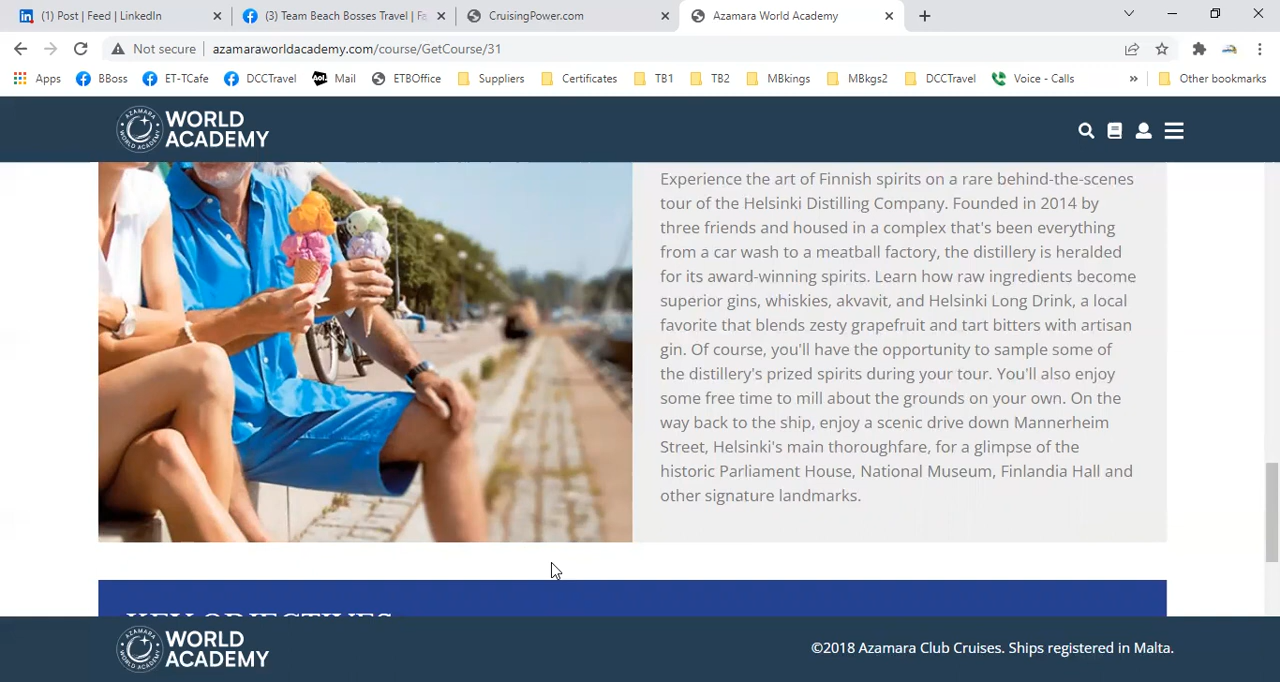 (1) Post | Feed | LinkedIn
(3) Team Beach Bosses Travel | Fa
CruisingPower.com
Azamara World Academy
Not secure
azamaraworldacademy.com/course/GetCourse/31
Apps
BBoss
ET-TCafe
DCCTravel
Aol.
Mail
ETBOffice
Suppliers
Certificates
TB1
TB2
MBkings
MBkgs2
DCCTravel
Voice - Calls
»
Other bookmarks
WORLD
ACADEMY
Experience the art of Finnish spirits on a rare behind-the-scenes
tour of the Helsinki Distilling Company. Founded in 2014 by
three friends and housed in a complex that's been everything
from a car wash to a meatball factory, the distillery is heralded
for its award-winning spirits. Learn how raw ingredients become
superior gins, whiskies, akvavit, and Helsinki Long Drink, a local
favorite that blends zesty grapefruit and tart bitters with artisan
gin. Of course, you'll have the opportunity to sample some of
the distillery's prized spirits during your tour. You'll also enjoy
some free time to mill about the grounds on your own. On the
way back to the ship, enjoy a scenic drive down Mannerheim
Street, Helsinki's main thoroughfare, for a glimpse of the
historic Parliament House, National Museum, Finlandia Hall and
other signature landmarks.
KEY OBJECTIVES
WORLD
ACADEMY
©2018 Azamara Club Cruises. Ships registered in Malta.